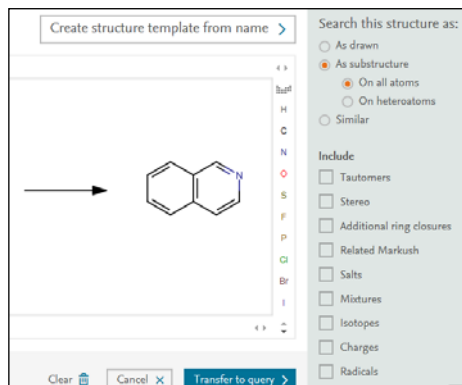 Create structure template from name
Search this structure as:
As drawn
As substructure
On all atoms
On heteroatoms
Similar
H
C
N
O
S
F
P
Cl
Br
I
N
Include
Tautomers
Stereo
Additional ring closures
Related Markush
Salts
Mixtures
Isotopes
Charges
Radicals
Clear
Cancel
Transfer to query